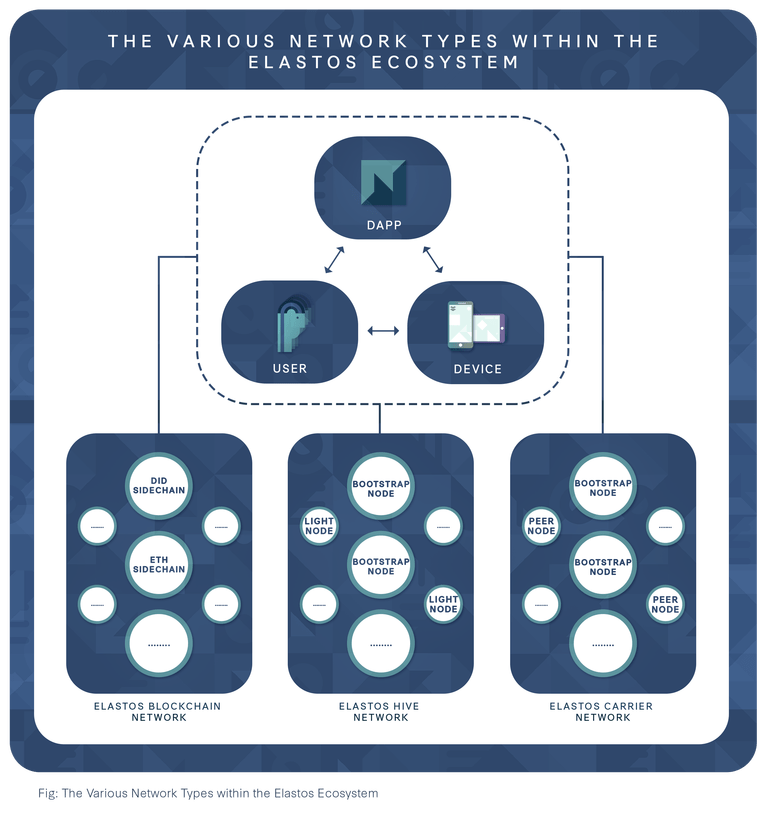 THE VARIOUS NETWORK TYPES WITHIN THE
ELASTOS ECOSYSTEM
DAPP
USER
DEVICE
DID
SIDECHAIN
........
........
ETH
SIDECHAIN
........
........
........
ELASTOS BLOCKCHAIN
NETWORK
BOOTSTRAP
NODE
LIGHT
NODE
........
BOOTSTRAP
NODE
........
LIGHT
NODE
........
ELASTOS HIVE
NETWORK
BOOTSTRAP
NODE
PEER
NODE
........
BOOTSTRAP
NODE
........
PEER
NODE
........
ELASTOS CARRIER
NETWORK
Fig: The Various Network Types within the Elastos Ecosystem